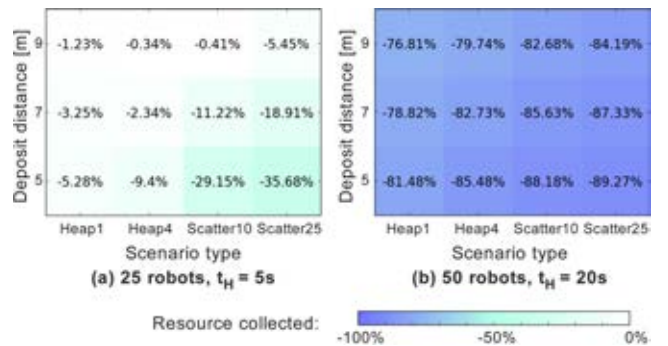 Deposit distance [m]
9
-1.23%
-0.34%
-0.41%
-5.45%
7
-3.25%
-2.34%
-11.22%
-18.91%
5
-5.28%
-9.4%
-29.15%
-35.68%
Heap1
Heap4
Scatter10
Scatter25
Scenario type
(a) 25 robots, tH = 5s
Deposit distance [m]
9
-76.81%
-79.74%
-82.68%
-84.19%
7
-78.82%
-82.73%
-85.63%
-87.33%
5
-81.48%
-85.48%
-88.18%
-89.27%
Heap1
Heap4
Scatter10
Scatter25
Scenario type
(b) 50 robots, tH = 20s
Resource collected:
-100%
-50%
0%